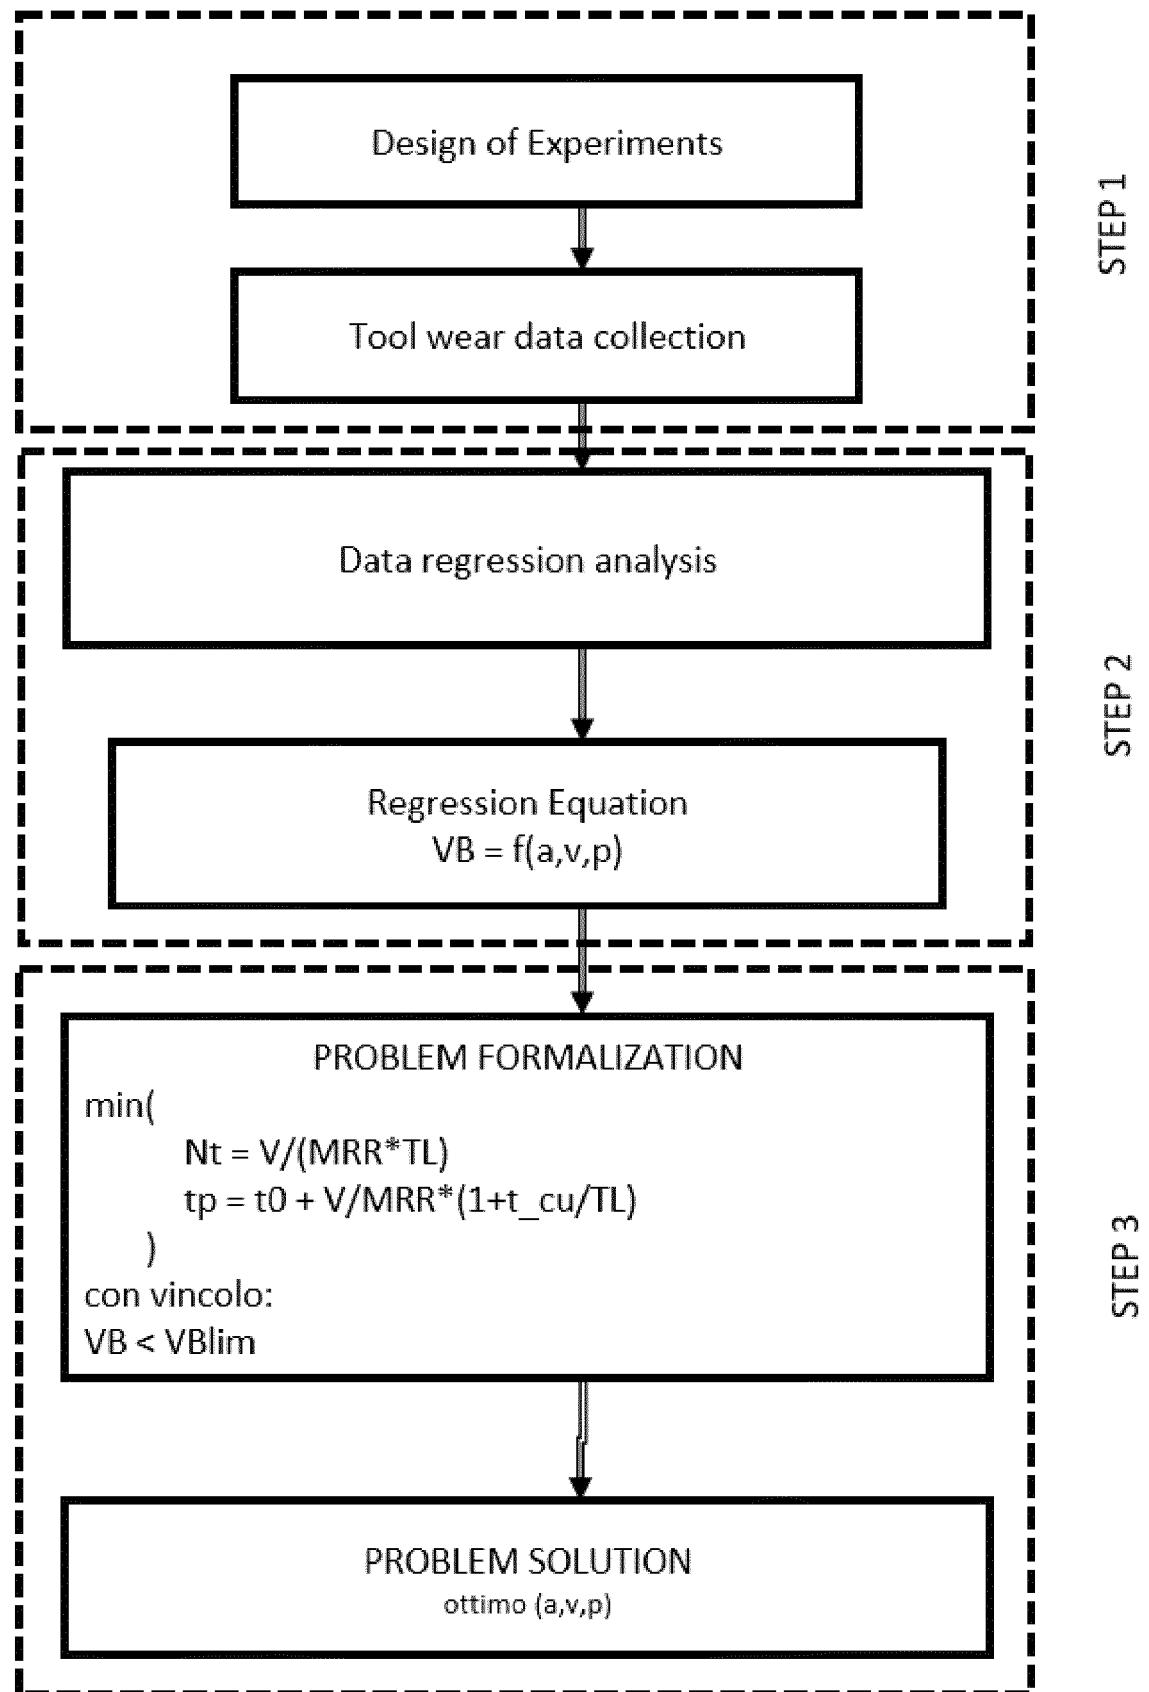 Design of Experiments
Tool wear data collection
STEP 1
Data regression analysis
Regression Equation
VB = f(a,v,p)
STEP 2
PROBLEM FORMALIZATION
min(
Nt = V/(MRR*TL)
tp = t0 + V/MRR*(1+t_cu/TL)
)
con vincolo:
VB < VBlim
PROBLEM SOLUTION
ottimo (a,v,p)
STEP 3